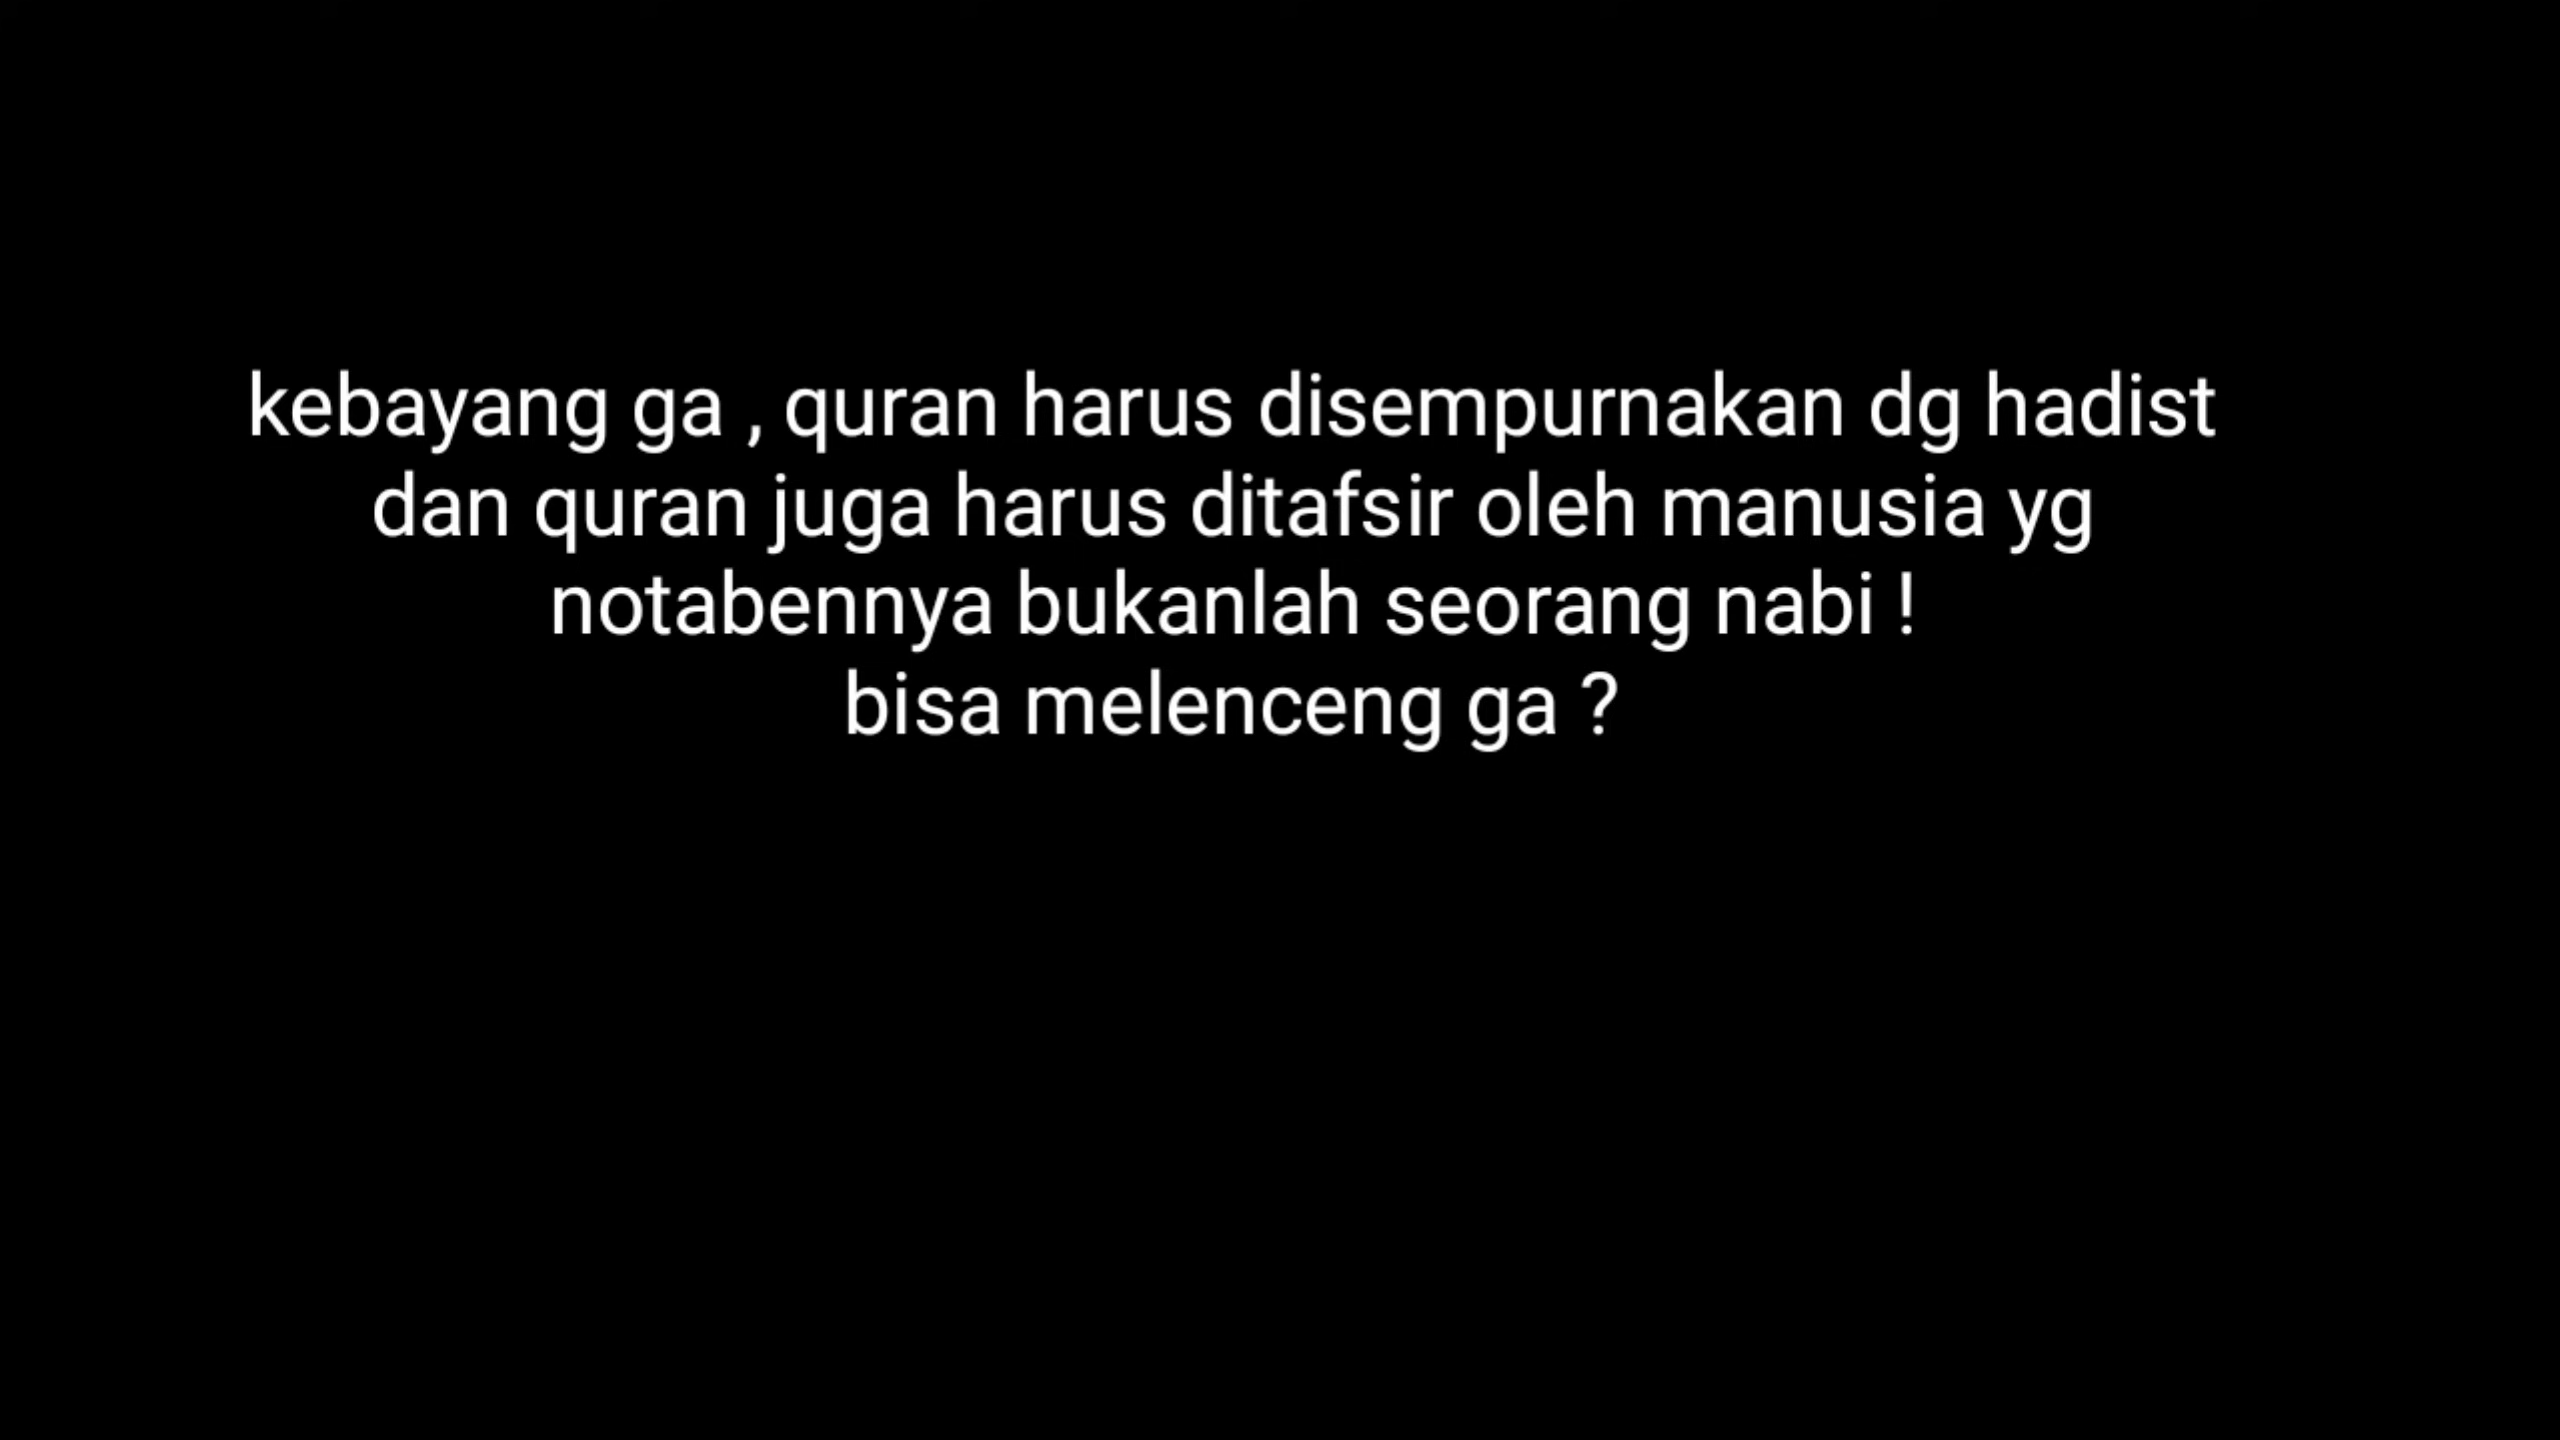 kebayang ga , quran harus disempurnakan dg hadist
dan quran juga harus ditafsir oleh manusia yg
notabennya bukanlah seorang nabi !
bisa melenceng ga ?